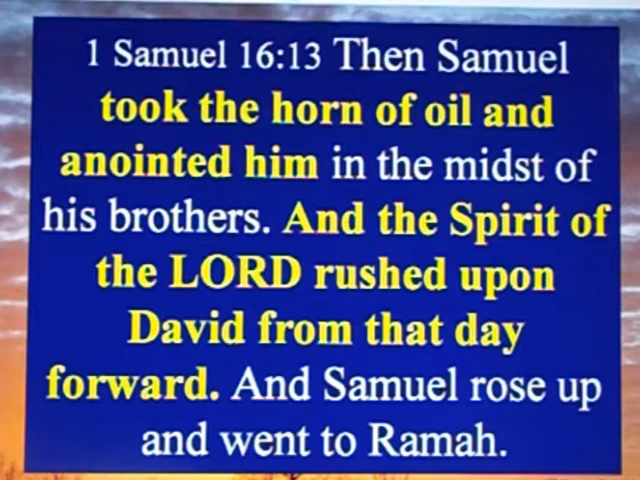 1 Samuel 16:13 Then Samuel
took the horn of oil and
anointed him in the midst of
his brothers. And the Spirit of
the LORD rushed upon
David from that day
forward. And Samuel rose up
and went to Ramah.